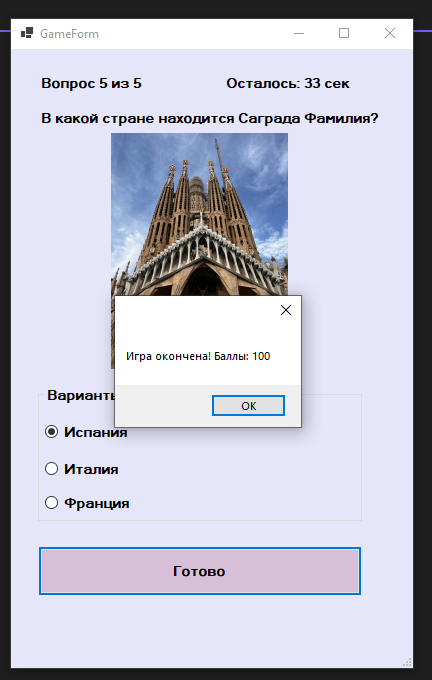 GameForm
Вопрос 5 из 5 Осталось: 33 сек
В какой стране находится Саграда Фамилия?
Игра окончена! Баллы: 100
OK
Варианты
Испания
Италия
Франция
Готово